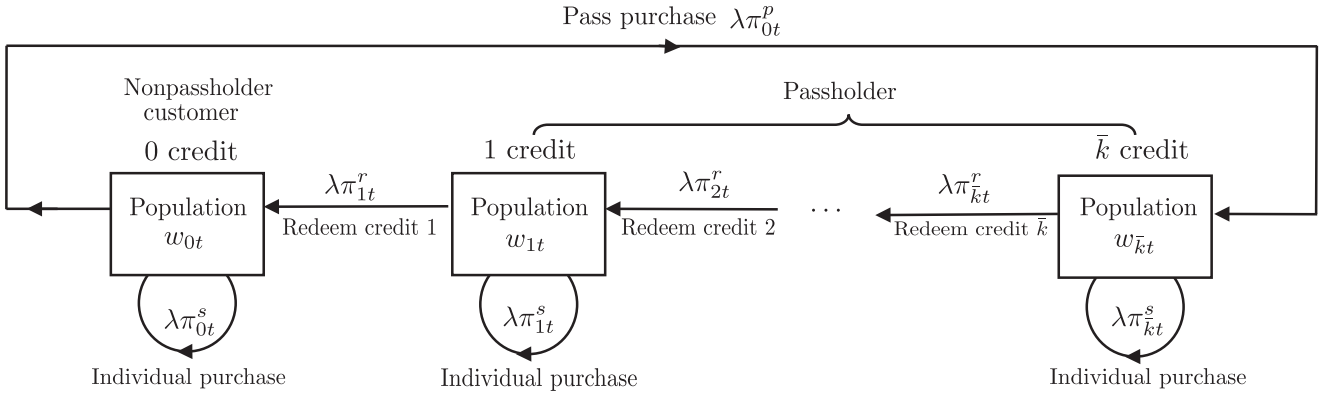 Pass purchase λπ^p_{0t}
Nonpassholder
customer
Passholder
0 credit
1 credit
k̄ credit
λπ^r_{1t}
λπ^r_{2t}
λπ^r_{k̄t}
Population
w_{0t}
Redeem credit 1
Population
w_{1t}
Redeem credit 2
...
Redeem credit k̄
Population
w_{k̄t}
λπ^s_{0t}
λπ^s_{1t}
λπ^s_{k̄t}
Individual purchase
Individual purchase
Individual purchase